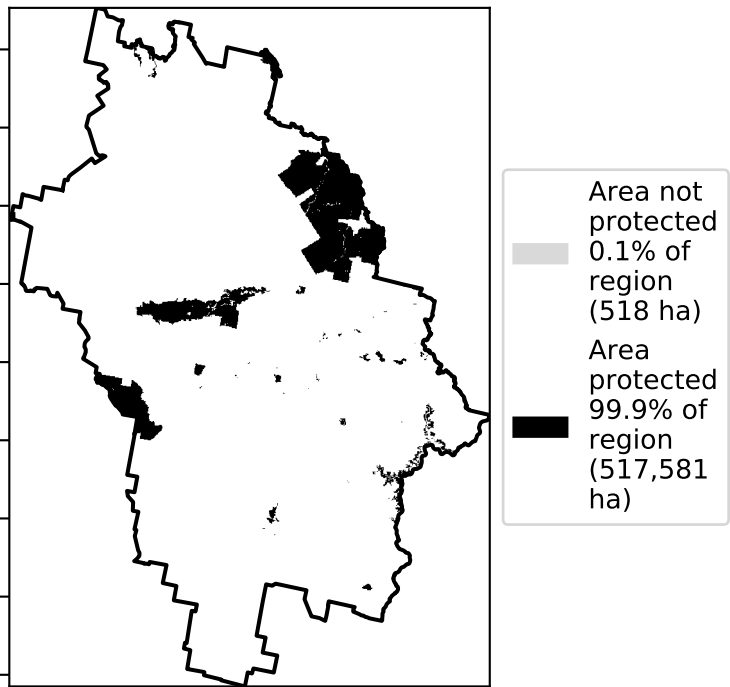 Area not
protected
0.1% of
region
(518 ha)
Area
protected
99.9% of
region
(517,581
ha)